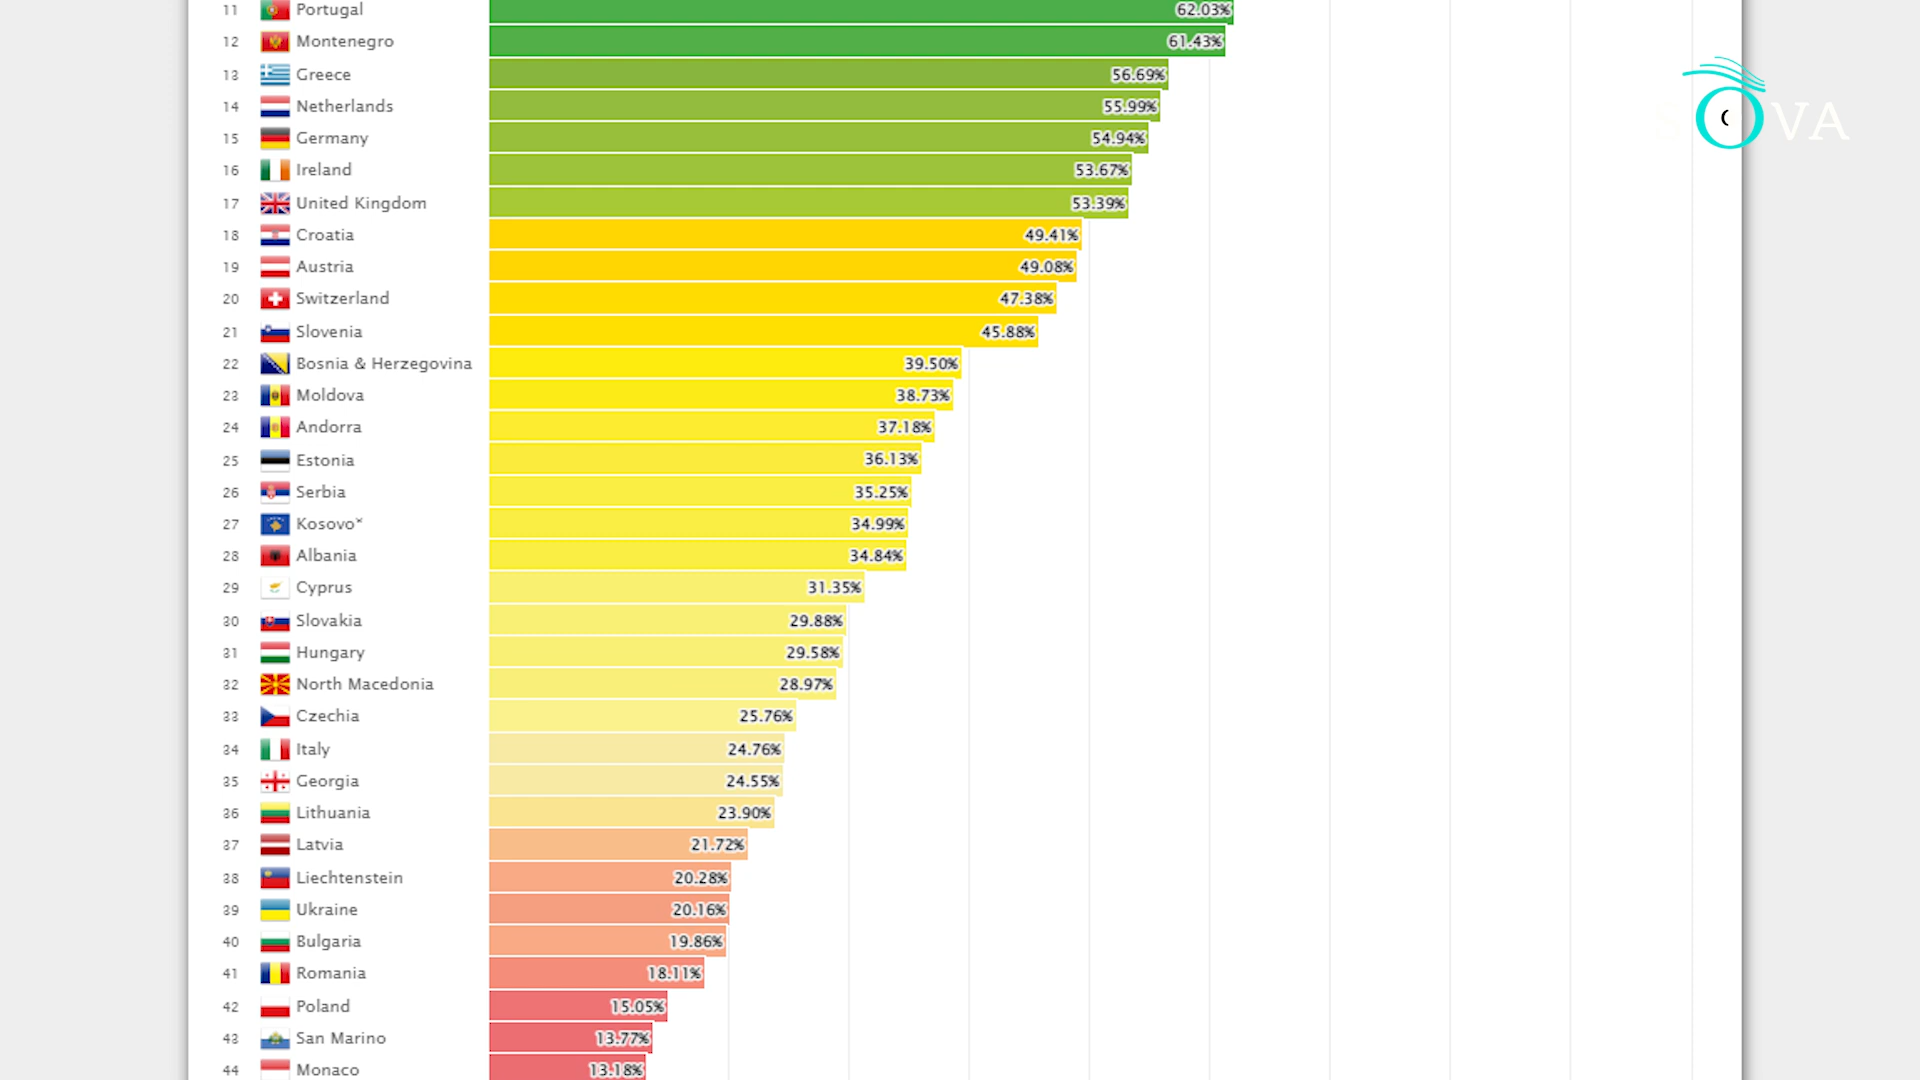 11 Portugal 62.03%
12 Montenegro 61.43%
13 Greece 56.69%
14 Netherlands 55.99%
15 Germany 54.94%
16 Ireland 53.67%
17 United Kingdom 53.39%
18 Croatia 49.41%
19 Austria 49.08%
20 Switzerland 47.38%
21 Slovenia 45.88%
22 Bosnia & Herzegovina 39.50%
23 Moldova 38.73%
24 Andorra 37.18%
25 Estonia 36.13%
26 Serbia 35.25%
27 Kosovo* 34.99%
28 Albania 34.84%
29 Cyprus 31.35%
30 Slovakia 29.88%
31 Hungary 29.58%
32 North Macedonia 28.97%
33 Czechia 25.76%
34 Italy 24.76%
35 Georgia 24.55%
36 Lithuania 23.90%
37 Latvia 21.72%
38 Liechtenstein 20.28%
39 Ukraine 20.16%
40 Bulgaria 19.86%
41 Romania 18.11%
42 Poland 15.05%
43 San Marino 13.77%
44 Monaco 13.18%
OVA